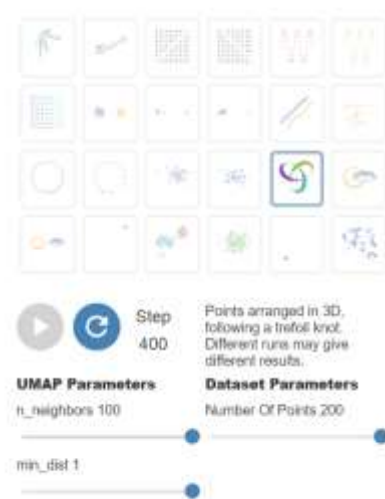 Step
400
Points arranged in 3D,
following a trefoil knot.
Different runs may give
different results.
UMAP Parameters
n_neighbors 100
min_dist 1
Dataset Parameters
Number Of Points 200